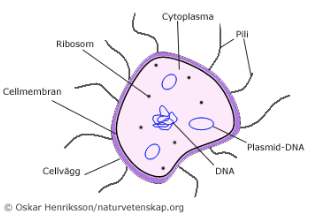 Cytoplasma
Pili
Ribosom
Cellmembran
Plasmid-DNA
Cellvägg
DNA
© Oskar Henriksson/naturvetenskap.org